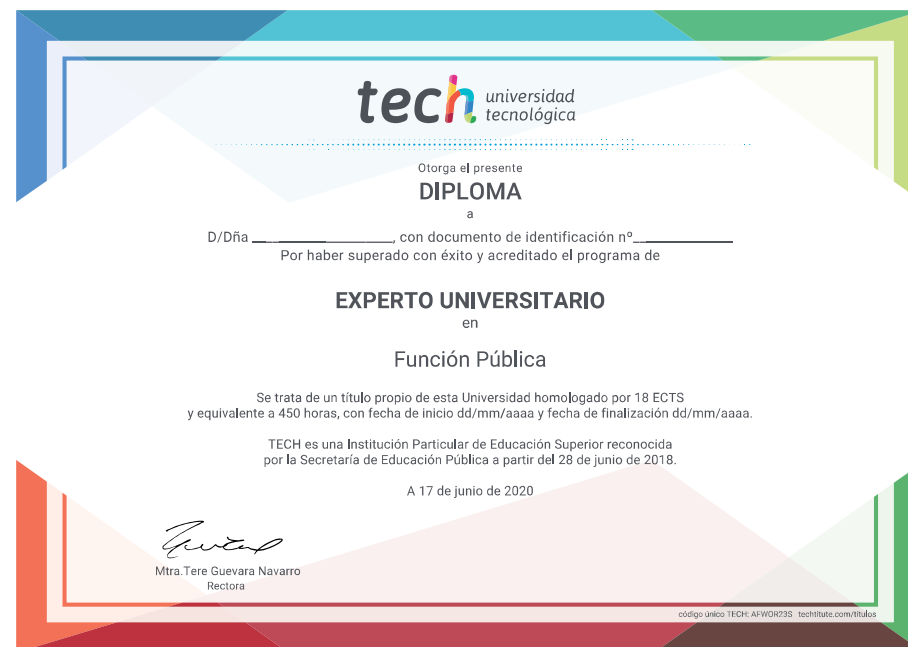 tech universidad
tecnológica
Otorga el presente
DIPLOMA
a
D/Dña ____________________, con documento de identificación nº_____________
Por haber superado con éxito y acreditado el programa de
EXPERTO UNIVERSITARIO
en
Función Pública
Se trata de un título propio de esta Universidad homologado por 18 ECTS
y equivalente a 450 horas, con fecha de inicio dd/mm/aaaa y fecha de finalización dd/mm/aaaa.
TECH es una Institución Particular de Educación Superior reconocida
por la Secretaría de Educación Pública a partir del 28 de junio de 2018.
A 17 de junio de 2020
Mtra.Tere Guevara Navarro
Rectora
código único TECH: AFWOR23S techtitute.com/titulos